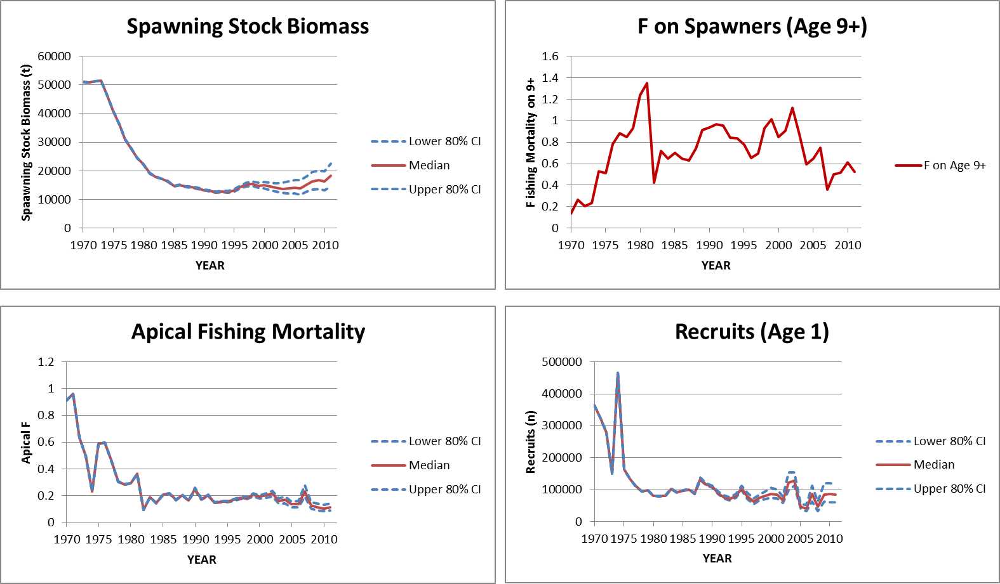 Spawning Stock Biomass
60000
50000
40000
30000
20000
10000
0
Spaawning Stock Biomass (t)
1970 1975 1980 1985 1990 1995 2000 2005 2010
YEAR
Lower 80% CI
Median
Upper 80% CI
F on Spawners (Age 9+)
1.6
1.4
1.2
1
0.8
0.6
0.4
0.2
0
F ishing Mortality on 9+
1970 1975 1980 1985 1990 1995 2000 2005 2010
YEAR
F on Age 9+
Apical Fishing Mortality
1.2
1
0.8
0.6
0.4
0.2
0
Apical F
1970 1975 1980 1985 1990 1995 2000 2005 2010
YEAR
Lower 80% CI
Median
Upper 80% CI
Recruits (Age 1)
500000
400000
300000
200000
100000
0
Recruits (n)
1970 1975 1980 1985 1990 1995 2000 2005 2010
YEAR
Lower 80% CI
Median
Upper 80% CI